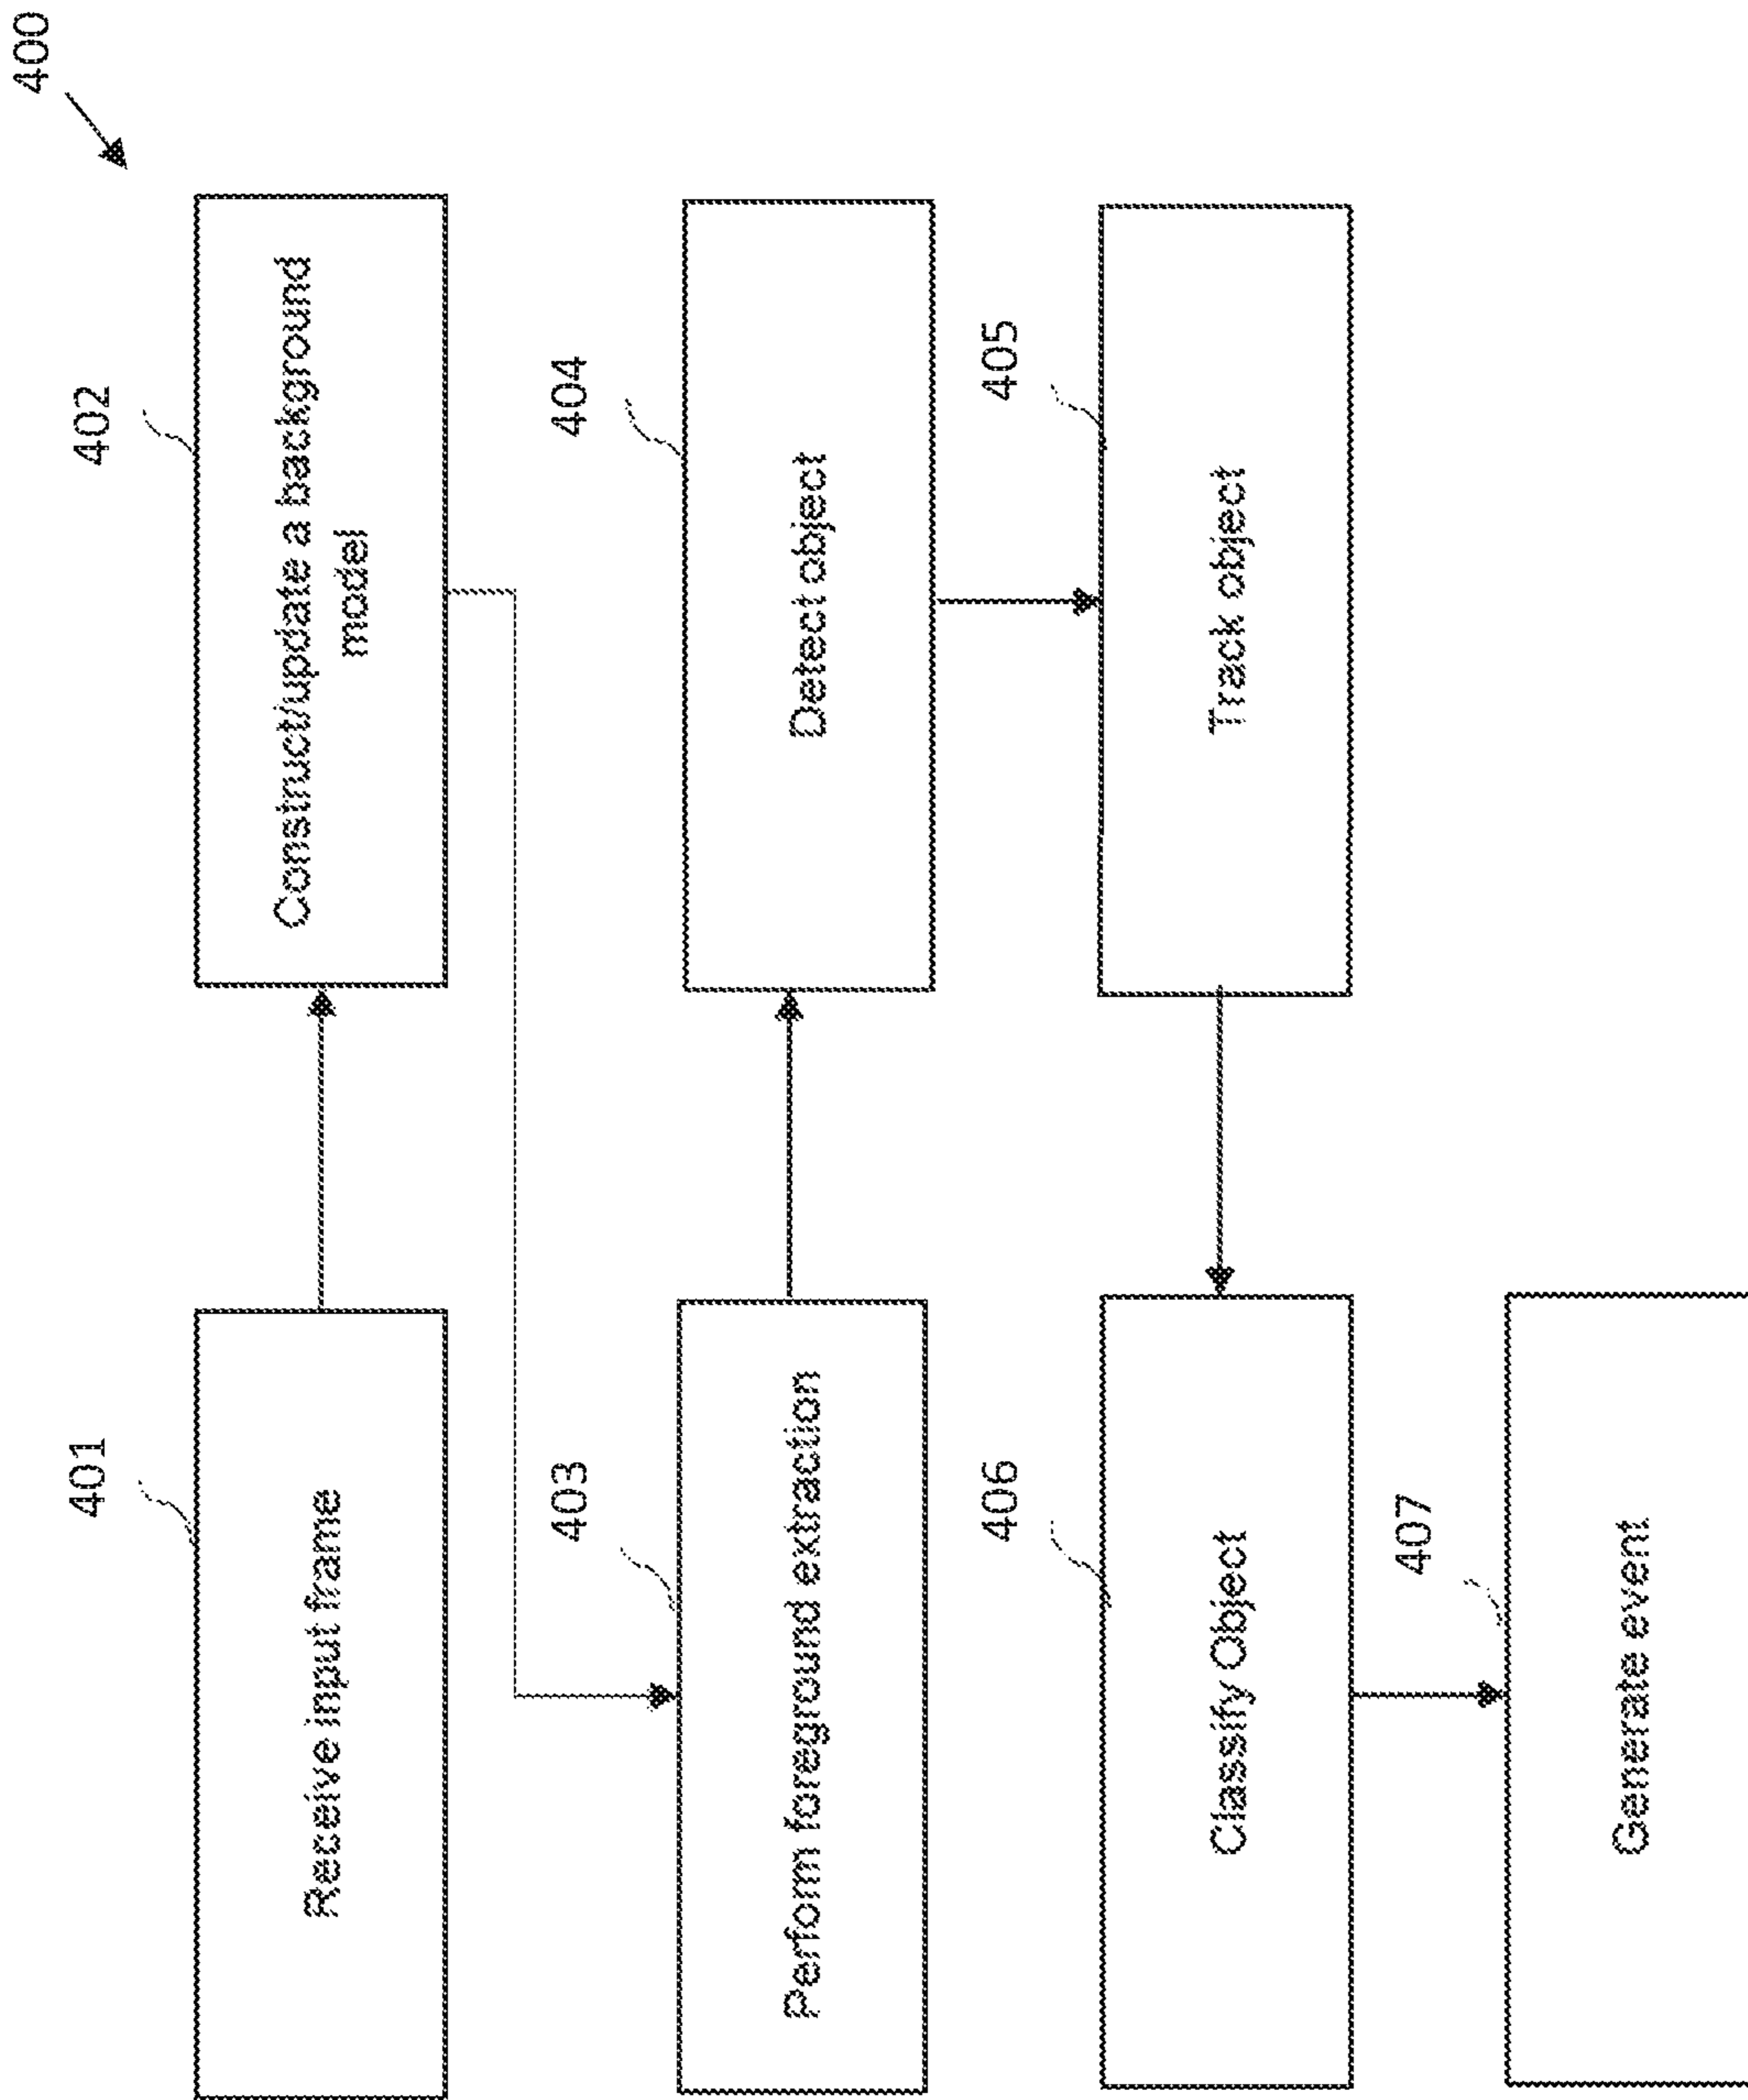 400
401
Receive input frame
402
Construct/update a background
model
403
Perfom foreground extraction
404
Detect object
405
Track object
406
Classify Object
407
Generate event